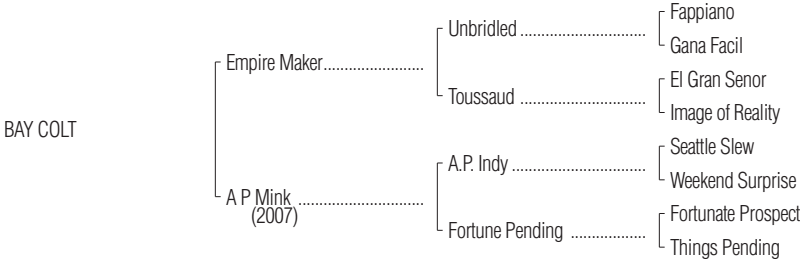 Fappiano
Unbridled ..............................
Gana Facil
Empire Maker........................
El Gran Senor
Toussaud ..............................
Image of Reality
BAY COLT
Seattle Slew
A.P. Indy ................................
Weekend Surprise
A P Mink ..............................
(2007)
Fortunate Prospect
Fortune Pending ..................
Things Pending